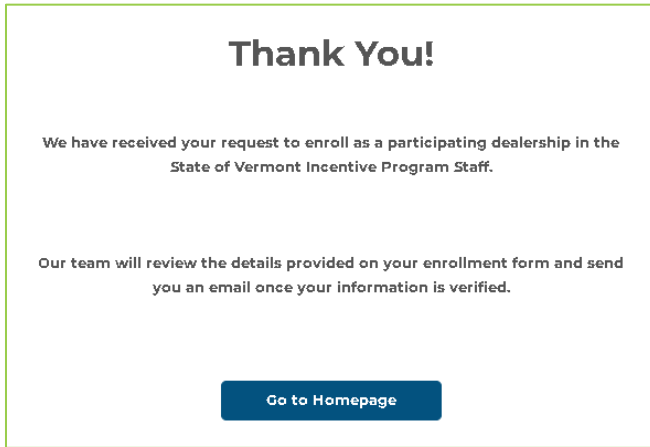 Thank You!
We have received your request to enroll as a participating dealership in the
State of Vermont Incentive Program Staff.
Our team will review the details provided on your enrollment form and send
you an email once your information is verified.
Go to Homepage